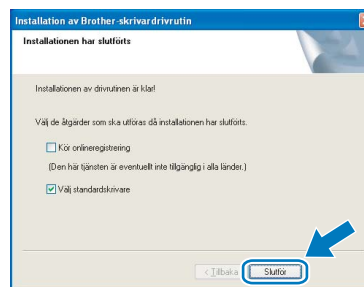 Installation av Brother-skrivardrivrutin
Installationen har slutförts
Installationen av drivrutinen är klar!
Välj de åtgärder som ska utföras då installationen har slutförts.
Kör onlineregistrering
(Den här tjänsten är eventuellt inte tillgänglig i alla länder.)
Välj standardskrivare
< Tillbaka
Slutför